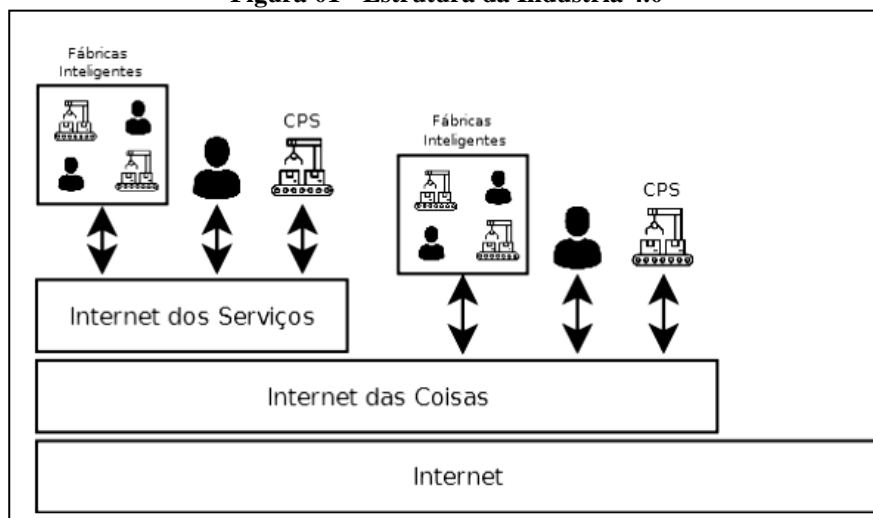 Figura 01 - Estrutura da Indústria 4.0
Fábricas
Inteligentes
CPS
Fábricas
Inteligentes
CPS
Internet dos Serviços
Internet das Coisas
Internet